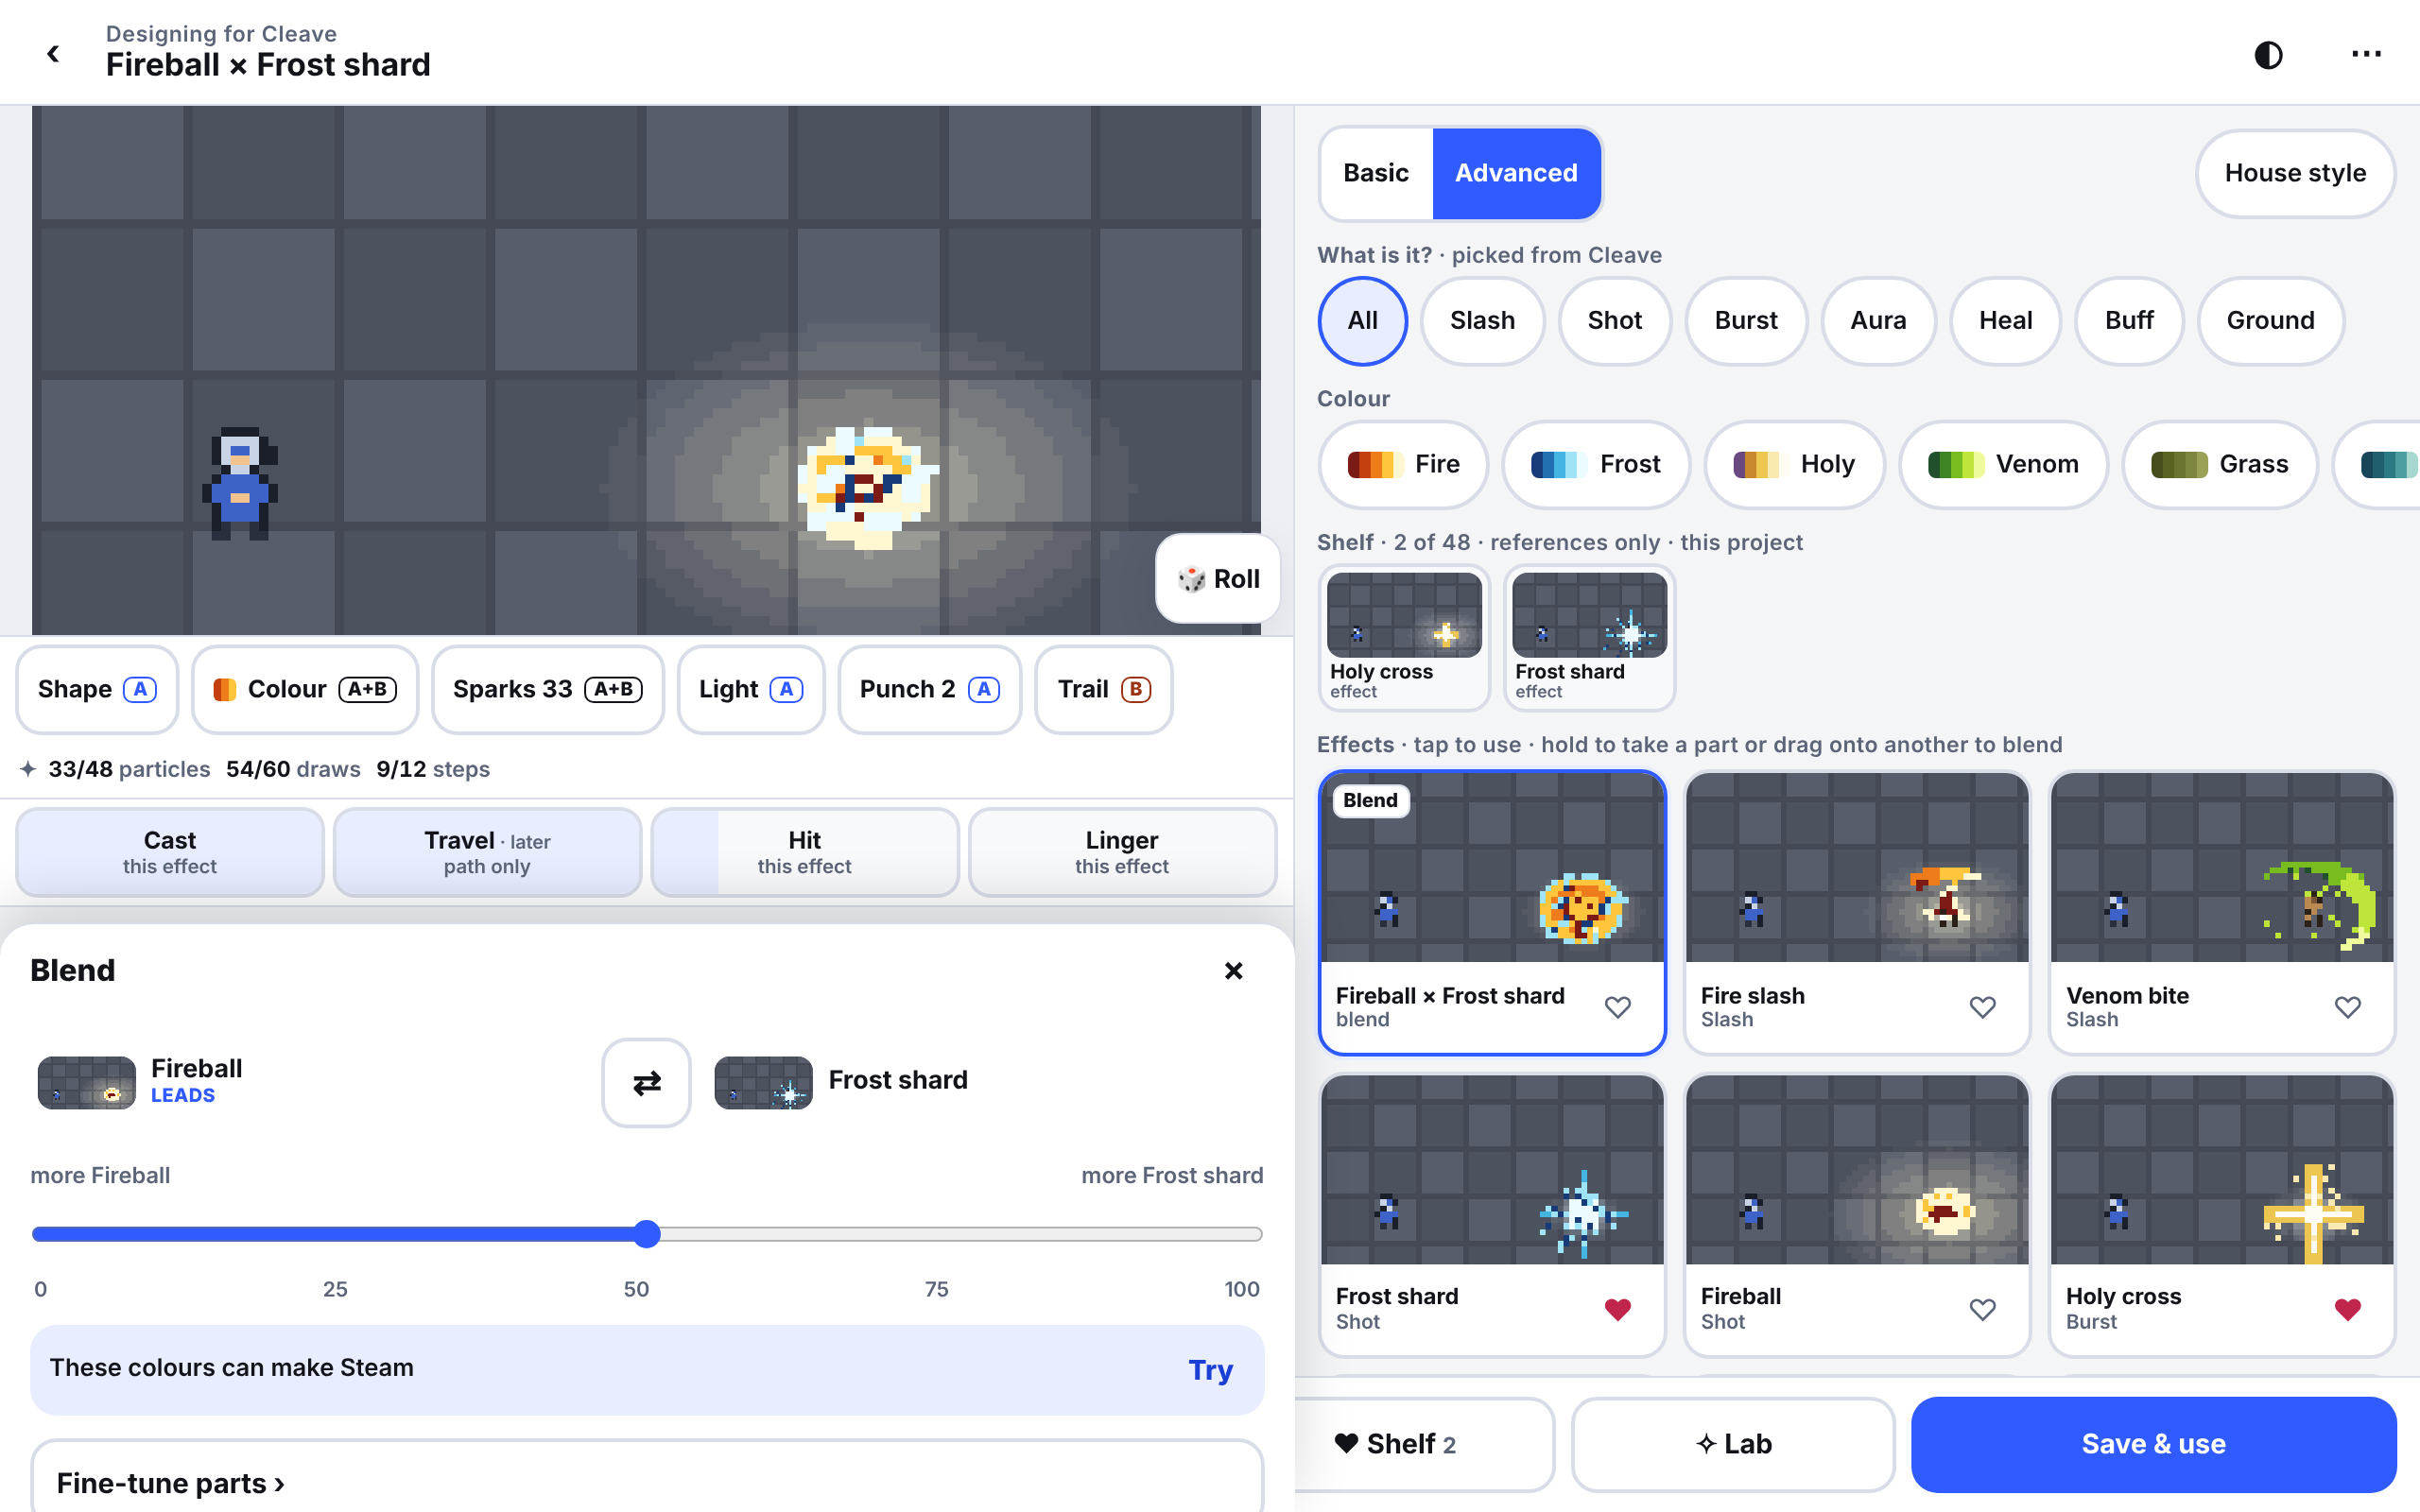 Designing for Cleave
Fireball × Frost shard
🎲 Roll
Shape A
Colour A+B
Sparks 33 A+B
Light A
Punch 2 A
Trail B
33/48 particles 54/60 draws 9/12 steps
Cast
this effect
Travel · later
path only
Hit
this effect
Linger
this effect
Blend
Fireball
LEADS
Frost shard
more Fireball
more Frost shard
0 25 50 75 100
These colours can make Steam
Try
Fine-tune parts ›
Basic
Advanced
House style
What is it? · picked from Cleave
All
Slash
Shot
Burst
Aura
Heal
Buff
Ground
Colour
Fire
Frost
Holy
Venom
Grass
Shelf · 2 of 48 · references only · this project
Holy cross
effect
Frost shard
effect
Effects · tap to use · hold to take a part or drag onto another to blend
Blend
Fireball × Frost shard
blend
Fire slash
Slash
Venom bite
Slash
Frost shard
Shot
Fireball
Shot
Holy cross
Burst
♥ Shelf 2
✧ Lab
Save & use